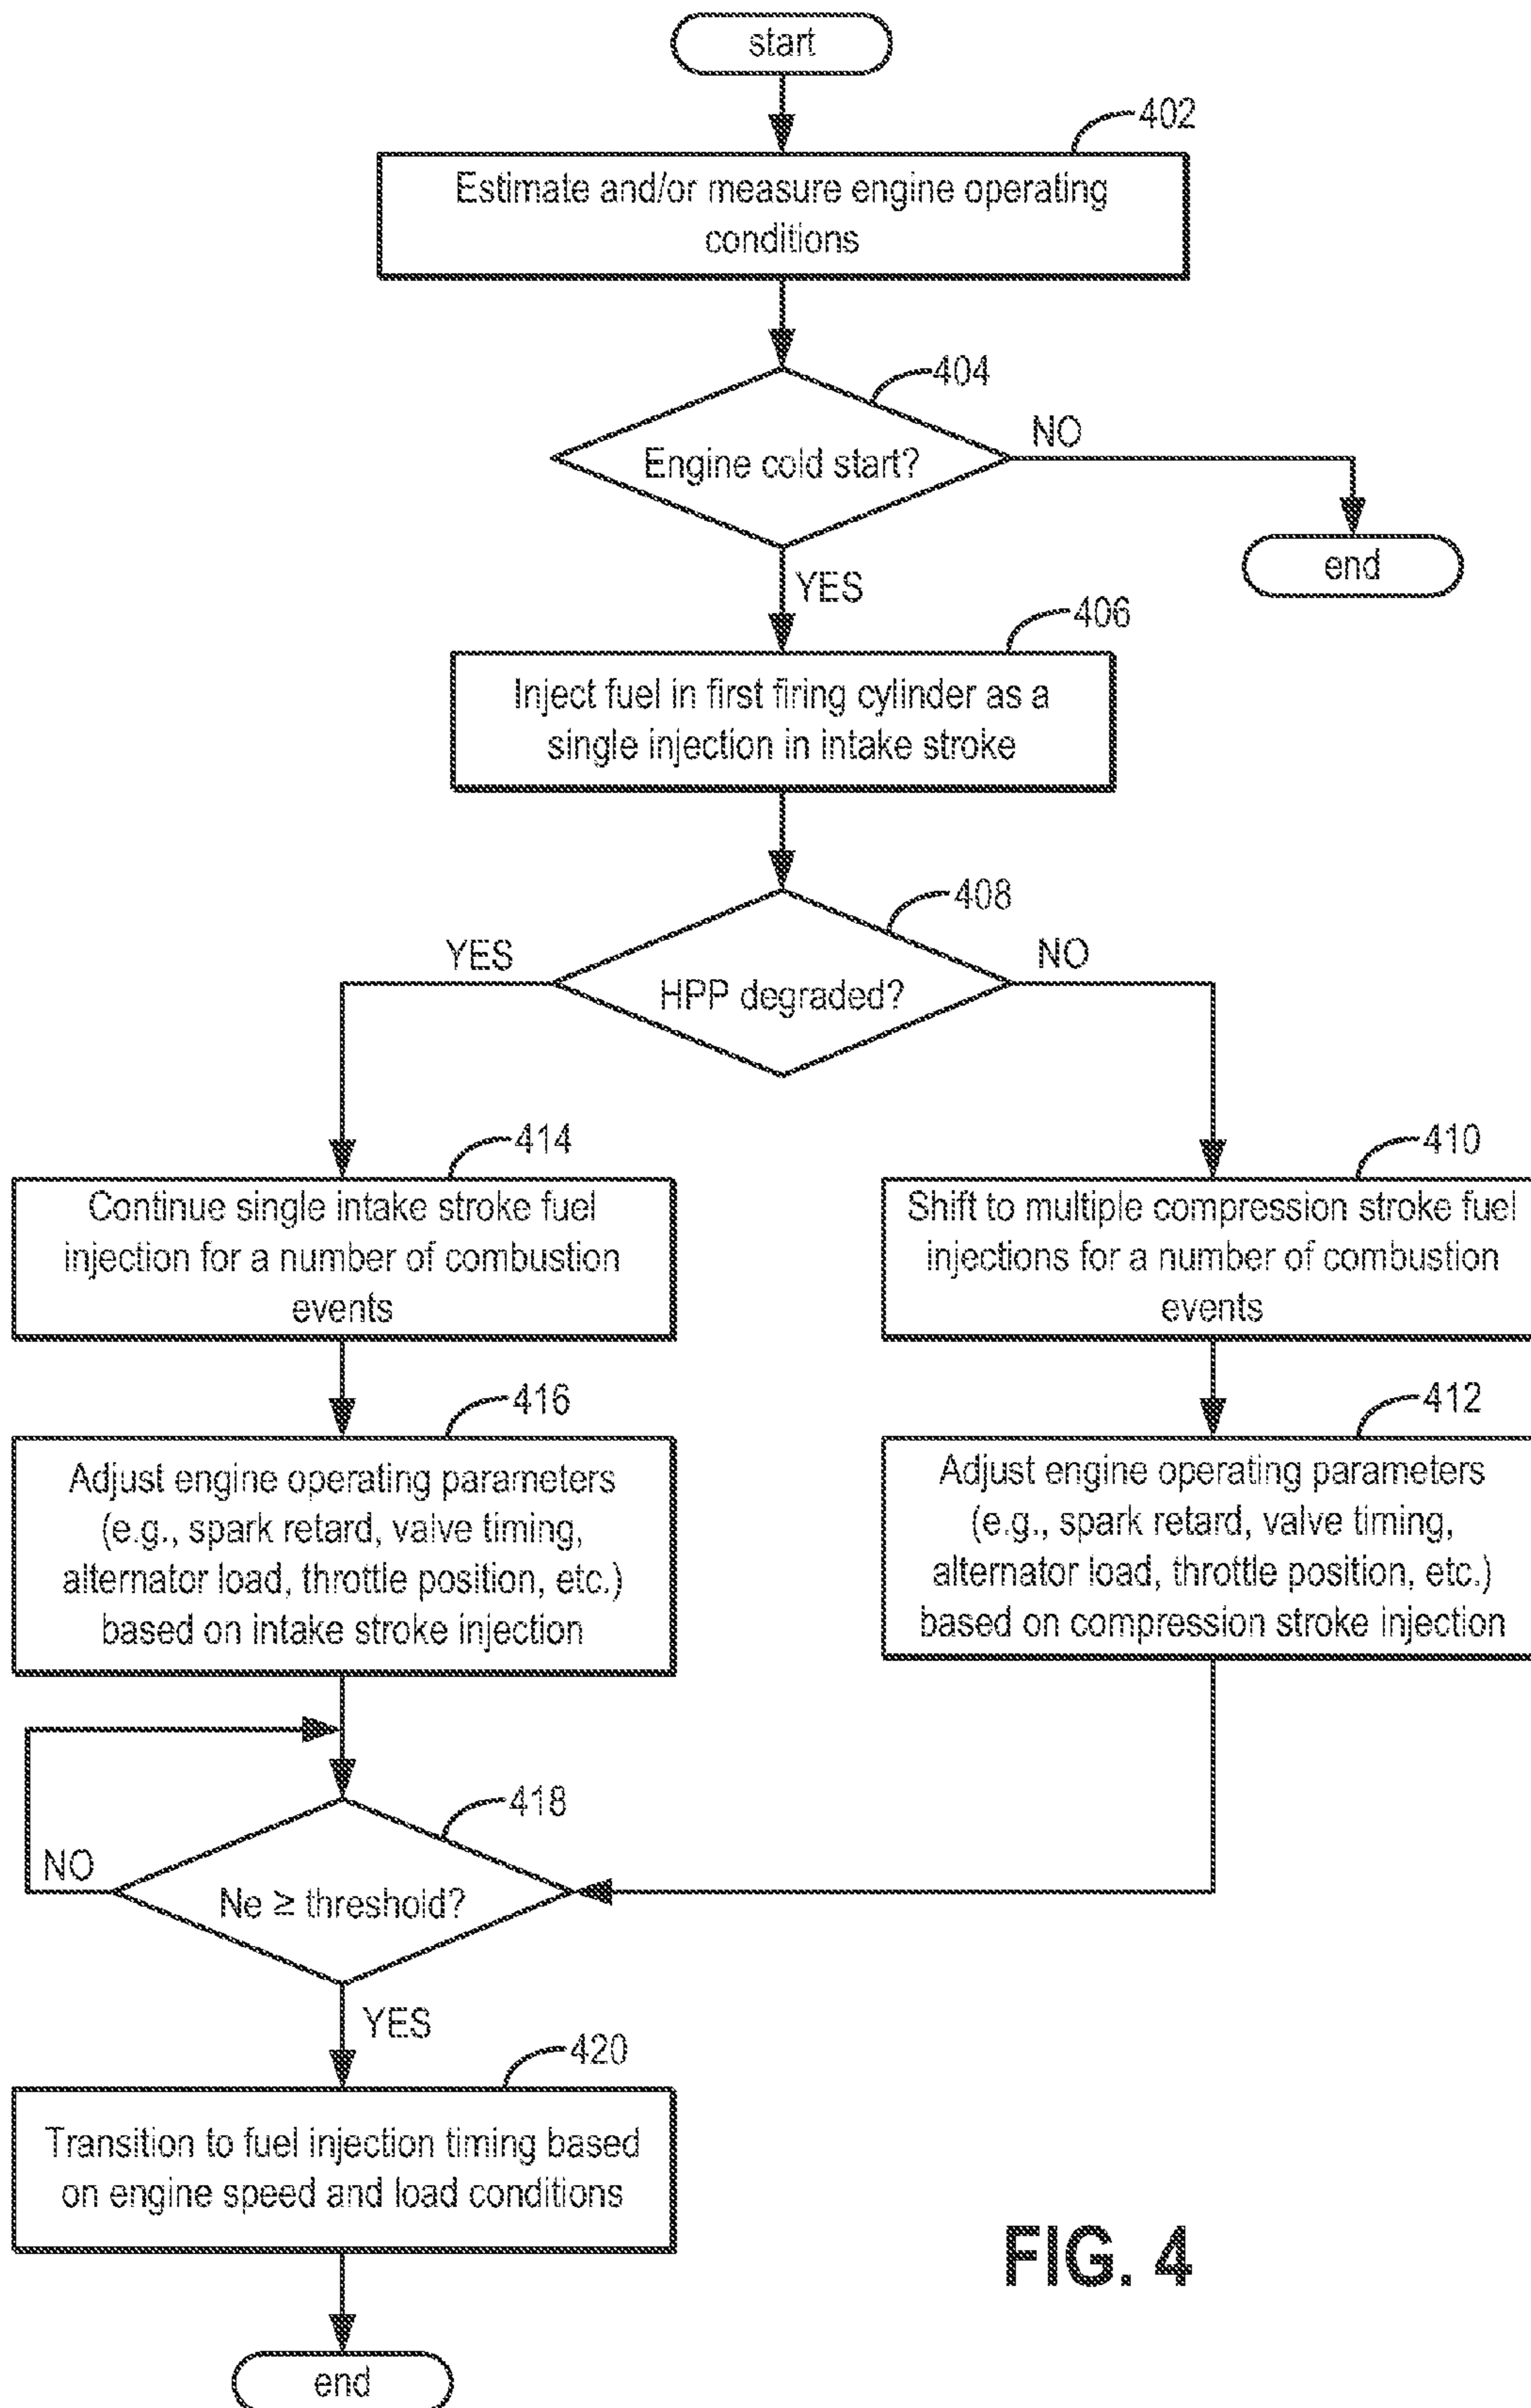 start
402
Estimate and/or measure engine operating
conditions
404
NO
Engine cold start?
end
YES
406
Inject fuel in first firing cylinder as a
single injection in intake stroke
408
YES
NO
HPP degraded?
414
Continue single intake stroke fuel
injection for a number of combustion
events
410
Shift to multiple compression stroke fuel
injections for a number of combustion
events
416
Adjust engine operating parameters
(e.g., spark retard, valve timing,
alternator load, throttle position, etc.)
based on intake stroke injection
412
Adjust engine operating parameters
(e.g., spark retard, valve timing,
alternator load, throttle position, etc.)
based on compression stroke injection
418
NO
Ne ≥ threshold?
YES
420
Transition to fuel injection timing based
on engine speed and load conditions
FIG. 4
end